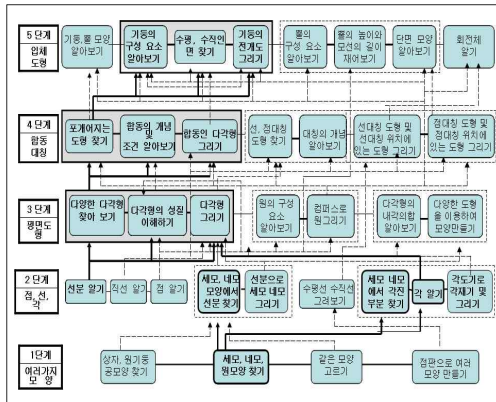 5 단계
입체
도형
기둥,뿔 모양
알아보기
기둥의
구성 요소
알아보기
수평, 수직인
면 찾기
기둥의
전개도
그리기
뿔의
구성 요소
알아보기
뿔의 높이와
모선의 길이
재어보기
단면 모양
알아보기
회전체
알기
4 단계
합동
대칭
포개어지는
도형 찾기
합동의 개념
및
조건 알아보기
합동인 다각형
그리기
선, 점대칭
도형 찾기
대칭의 개념
알아보기
선대칭 도형 및
선대칭 위치에
있는 도형 그리기
점대칭 도형 및
점대칭 위치에
있는 도형 그리기
3 단계
평면도형
다양한 다각형
찾아 보기
다각형의 성질
이해하기
다각형
그리기
원의 구성
요소
알아보기
컴퍼스로
원그리기
다각형의
내각의합
알아보기
다양한 도형
을 이용하여
모양만들기
2 단계
점, 선,
각
선분 알기
직선 알기
점 알기
세모, 네모
모양에서
선분 찾기
선분으로
세모 네모
그리기
수평선 수직선
그려보기
세모 네모
에서 각진
부분 찾기
각 알기
각도기로
각재기 및
그리기
1단계
여러가지
모 양
상자, 원기둥
공모양 찾기
세모, 네모,
원모양 찾기
같은 모양
고르기
점판으로 여러
모양 만들기